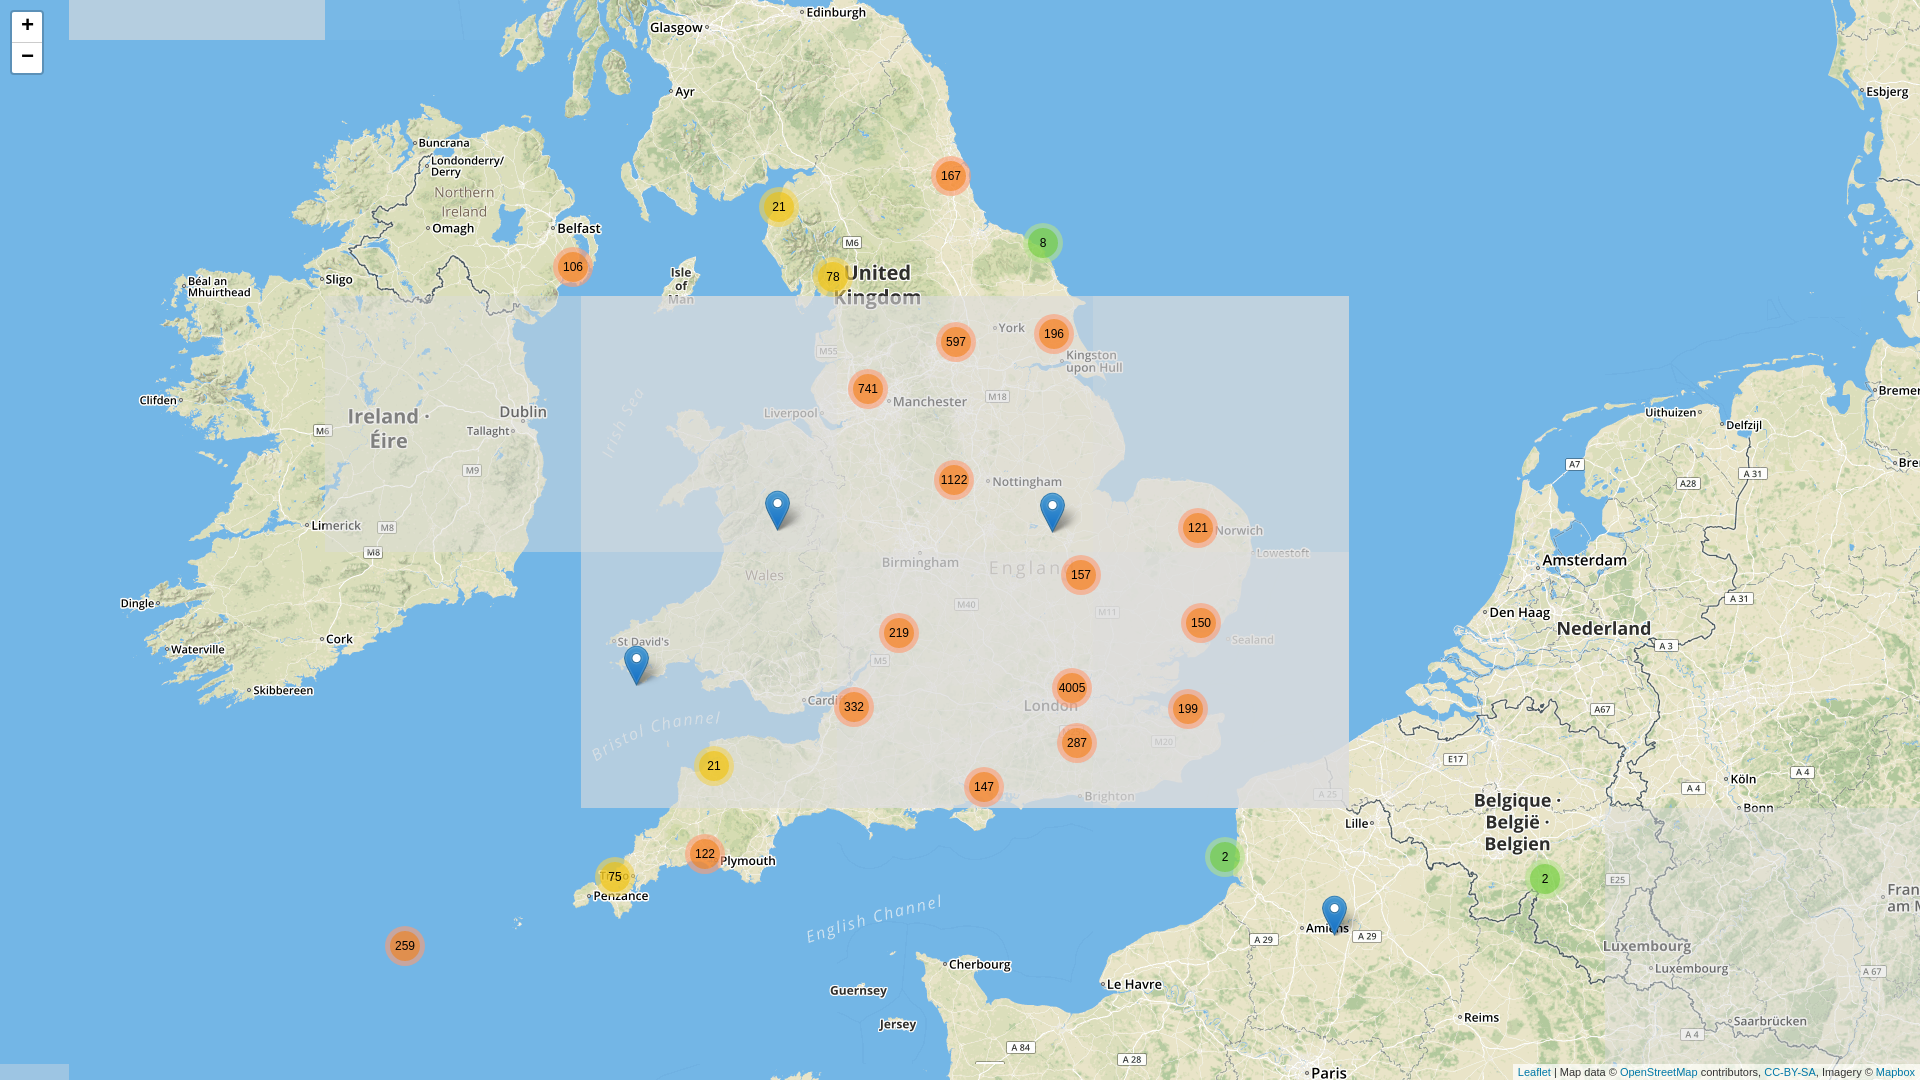 +
−
Edinburgh
Glasgow
Ayr
Esbjerg
Buncrana
Londonderry/
Derry
Northern
Ireland
167
21
Omagh
Belfast
M6
8
106
78
United
Kingdom
Isle
of
Man
Sligo
Béal an
Mhuirthead
York
196
597
M55
Kingston
upon Hull
741
Manchester
M18
Bremer
Clifden
Dublin
Liverpool
Uithuizen
Ireland ·
Éire
Irish Sea
Tallaght
M6
Delfzijl
M9
A7
Bre
A 31
1122
Nottingham
A28
Limerick
M8
121
Norwich
M8
Lowestoft
Birmingham
England
157
Amsterdam
Wales
Dingle
M40
M11
A 31
Den Haag
219
150
Nederland
Cork
St David's
Sealand
A 3
Waterville
M5
Skibbereen
4005
Cardi
332
London
199
A67
Bristol Channel
287
M20
E17
21
147
Brighton
A 25
A 4
Köln
A 4
Bonn
Belgique ·
België ·
Belgien
Lille
122
Plymouth
2
75
Penzance
2
E25
Fran
am M
English Channel
Amiens
A 29
A 29
259
Luxembourg
Luxembourg
A 67
Cherbourg
Le Havre
Guernsey
Jersey
Reims
Saarbrücken
A 4
A 84
A 28
Paris
Leaflet | Map data © OpenStreetMap contributors, CC-BY-SA, Imagery © Mapbox